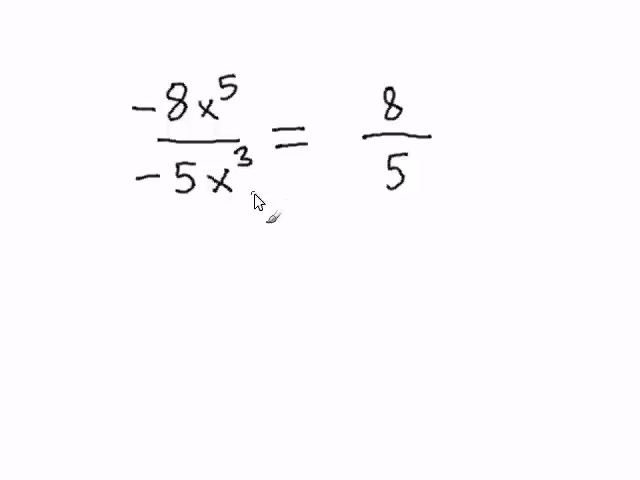 -8x⁵ / -5x³ = 8 / 5